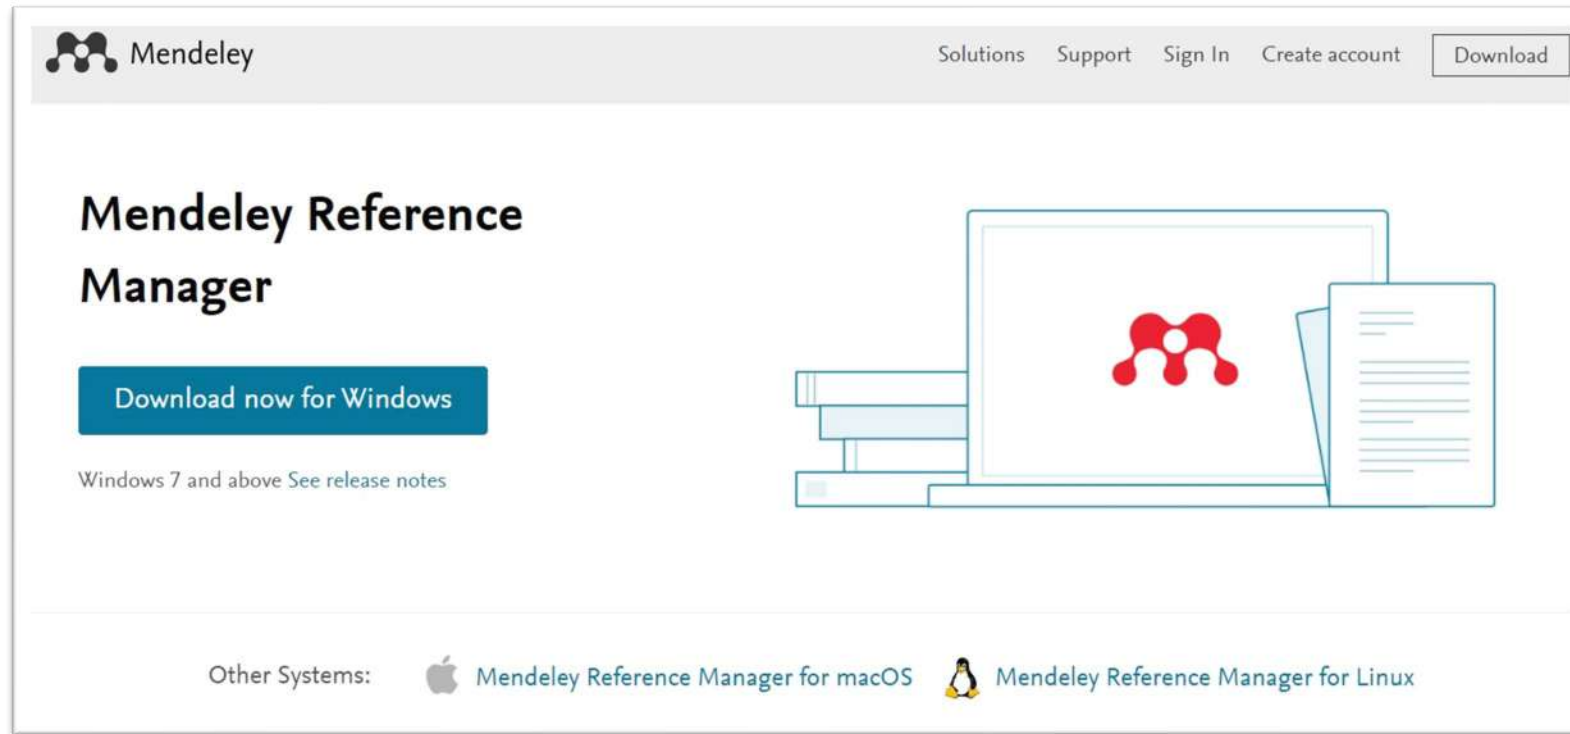 Mendeley
Solutions Support Sign In Create account Download
Mendeley Reference
Manager
Download now for Windows
Windows 7 and above See release notes
Other Systems: Mendeley Reference Manager for macOS Mendeley Reference Manager for Linux